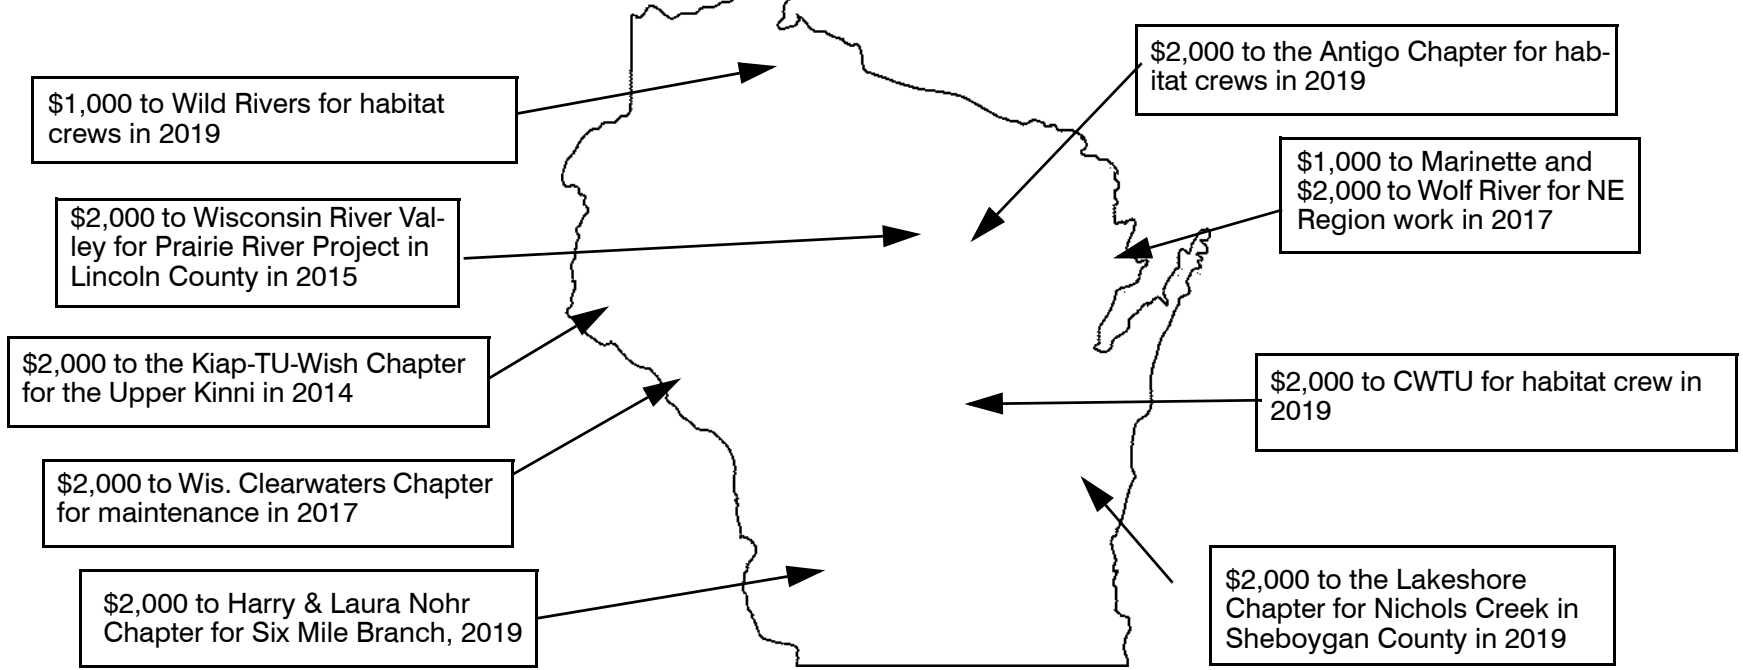 $1,000 to Wild Rivers for habitat
crews in 2019
$2,000 to Wisconsin River Val-
ley for Prairie River Project in
Lincoln County in 2015
$2,000 to the Kiap-TU-Wish Chapter
for the Upper Kinni in 2014
$2,000 to Wis. Clearwaters Chapter
for maintenance in 2017
$2,000 to Harry & Laura Nohr
Chapter for Six Mile Branch, 2019
$2,000 to the Antigo Chapter for hab-
itat crews in 2019
$1,000 to Marinette and
$2,000 to Wolf River for NE
Region work in 2017
$2,000 to CWTU for habitat crew in
2019
$2,000 to the Lakeshore
Chapter for Nichols Creek in
Sheboygan County in 2019